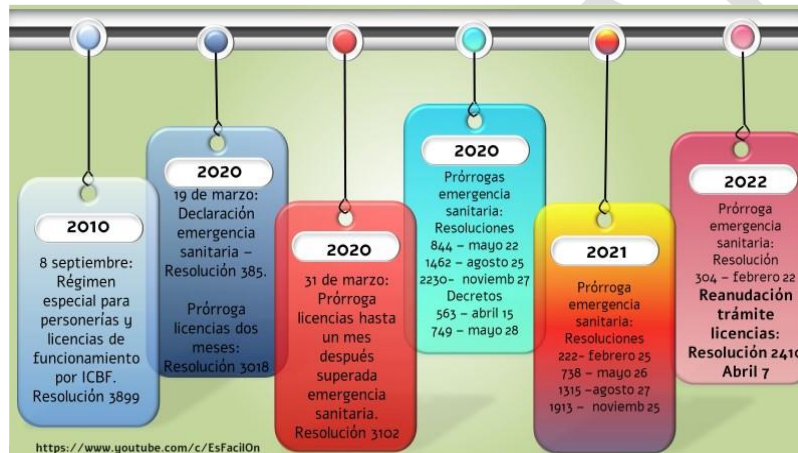 2010
8 septiembre:
Régimen
especial para
personerías y
licencias de
funcionamiento
por ICBF.
Resolución 3899
2020
19 de marzo:
Declaración
emergencia
sanitaria –
Resolución 385.
Prórroga
licencias dos
meses:
Resolución 3018
2020
31 de marzo:
Prórroga
licencias hasta
un mes
después
superada
emergencia
sanitaria.
Resolución 3102
2020
Prórrogas
emergencia
sanitaria:
Resoluciones
844 – mayo 22
1462 – agosto 25
2230- noviemb 27
Decretos
563 – abril 15
749 – mayo 28
2021
Prórroga
emergencia
sanitaria:
Resoluciones
222- febrero 25
738 – mayo 26
1315 –agosto 27
1913 – noviemb 25
2022
Prórroga
emergencia
sanitaria:
Resolución
304 – febrero 22
Reanudación
trámite
licencias:
Resolución 2410
Abril 7
https://www.youtube.com/c/EsFacilOn